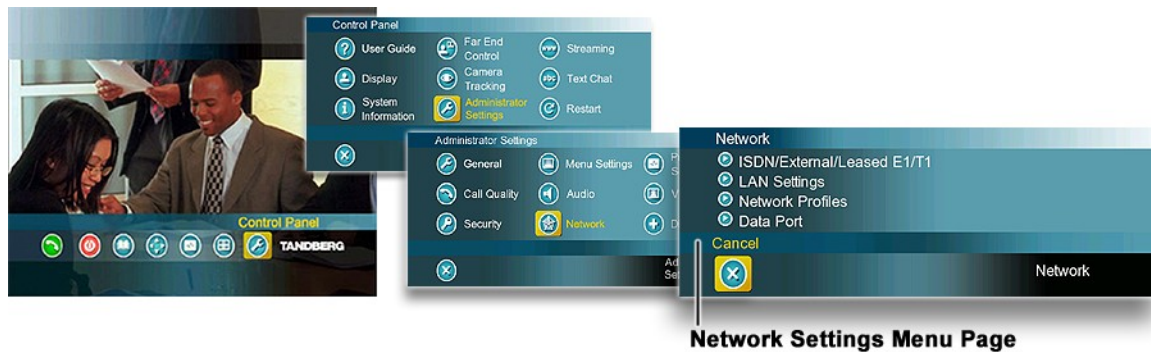 Control Panel
TANDBERG
Control Panel
User Guide
Far End
Control
Streaming
Display
Camera
Tracking
Text Chat
System
Information
Administrator
Settings
Restart
Administrator Settings
General
Menu Settings
Call Quality
Audio
Security
Network
Network
ISDN/External/Leased E1/T1
LAN Settings
Network Profiles
Data Port
Cancel
Network
Network Settings Menu Page